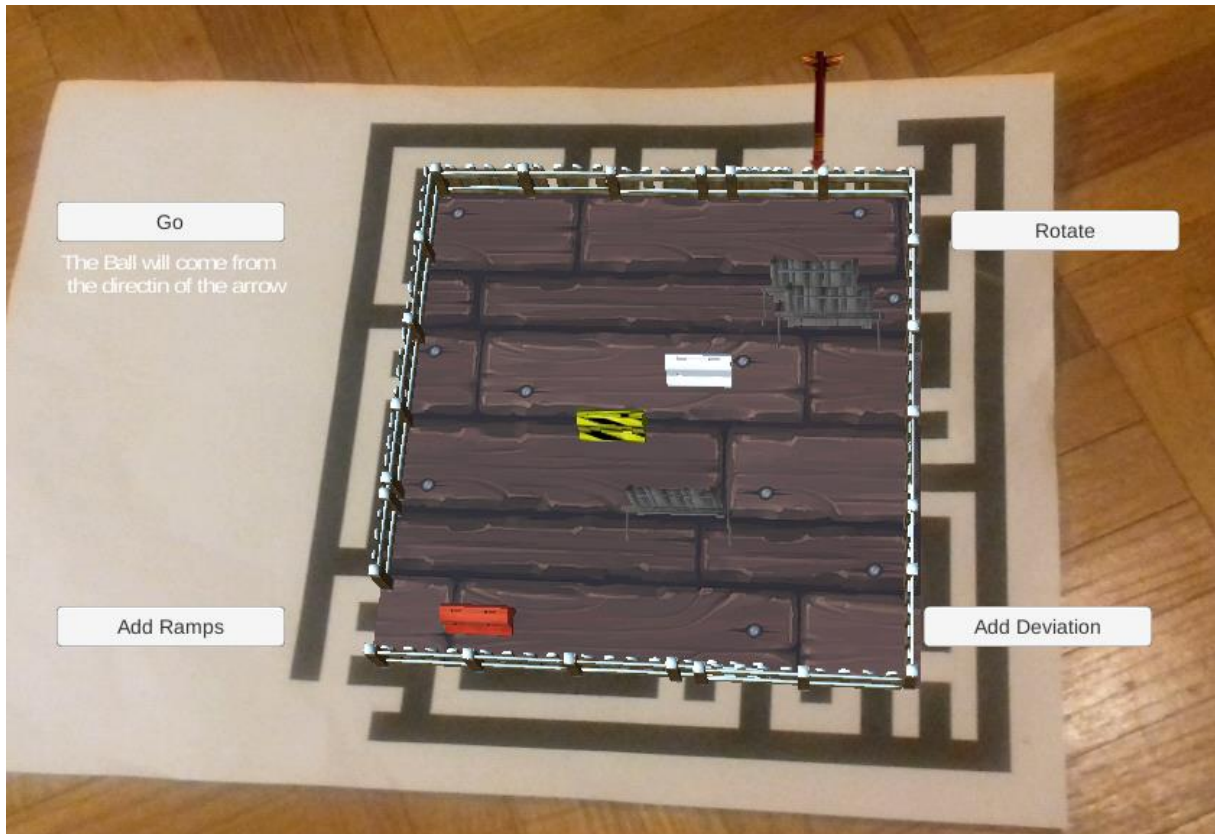 Go
The Ball will come from
the directin of the arrow
Rotate
Add Ramps
Add Deviation